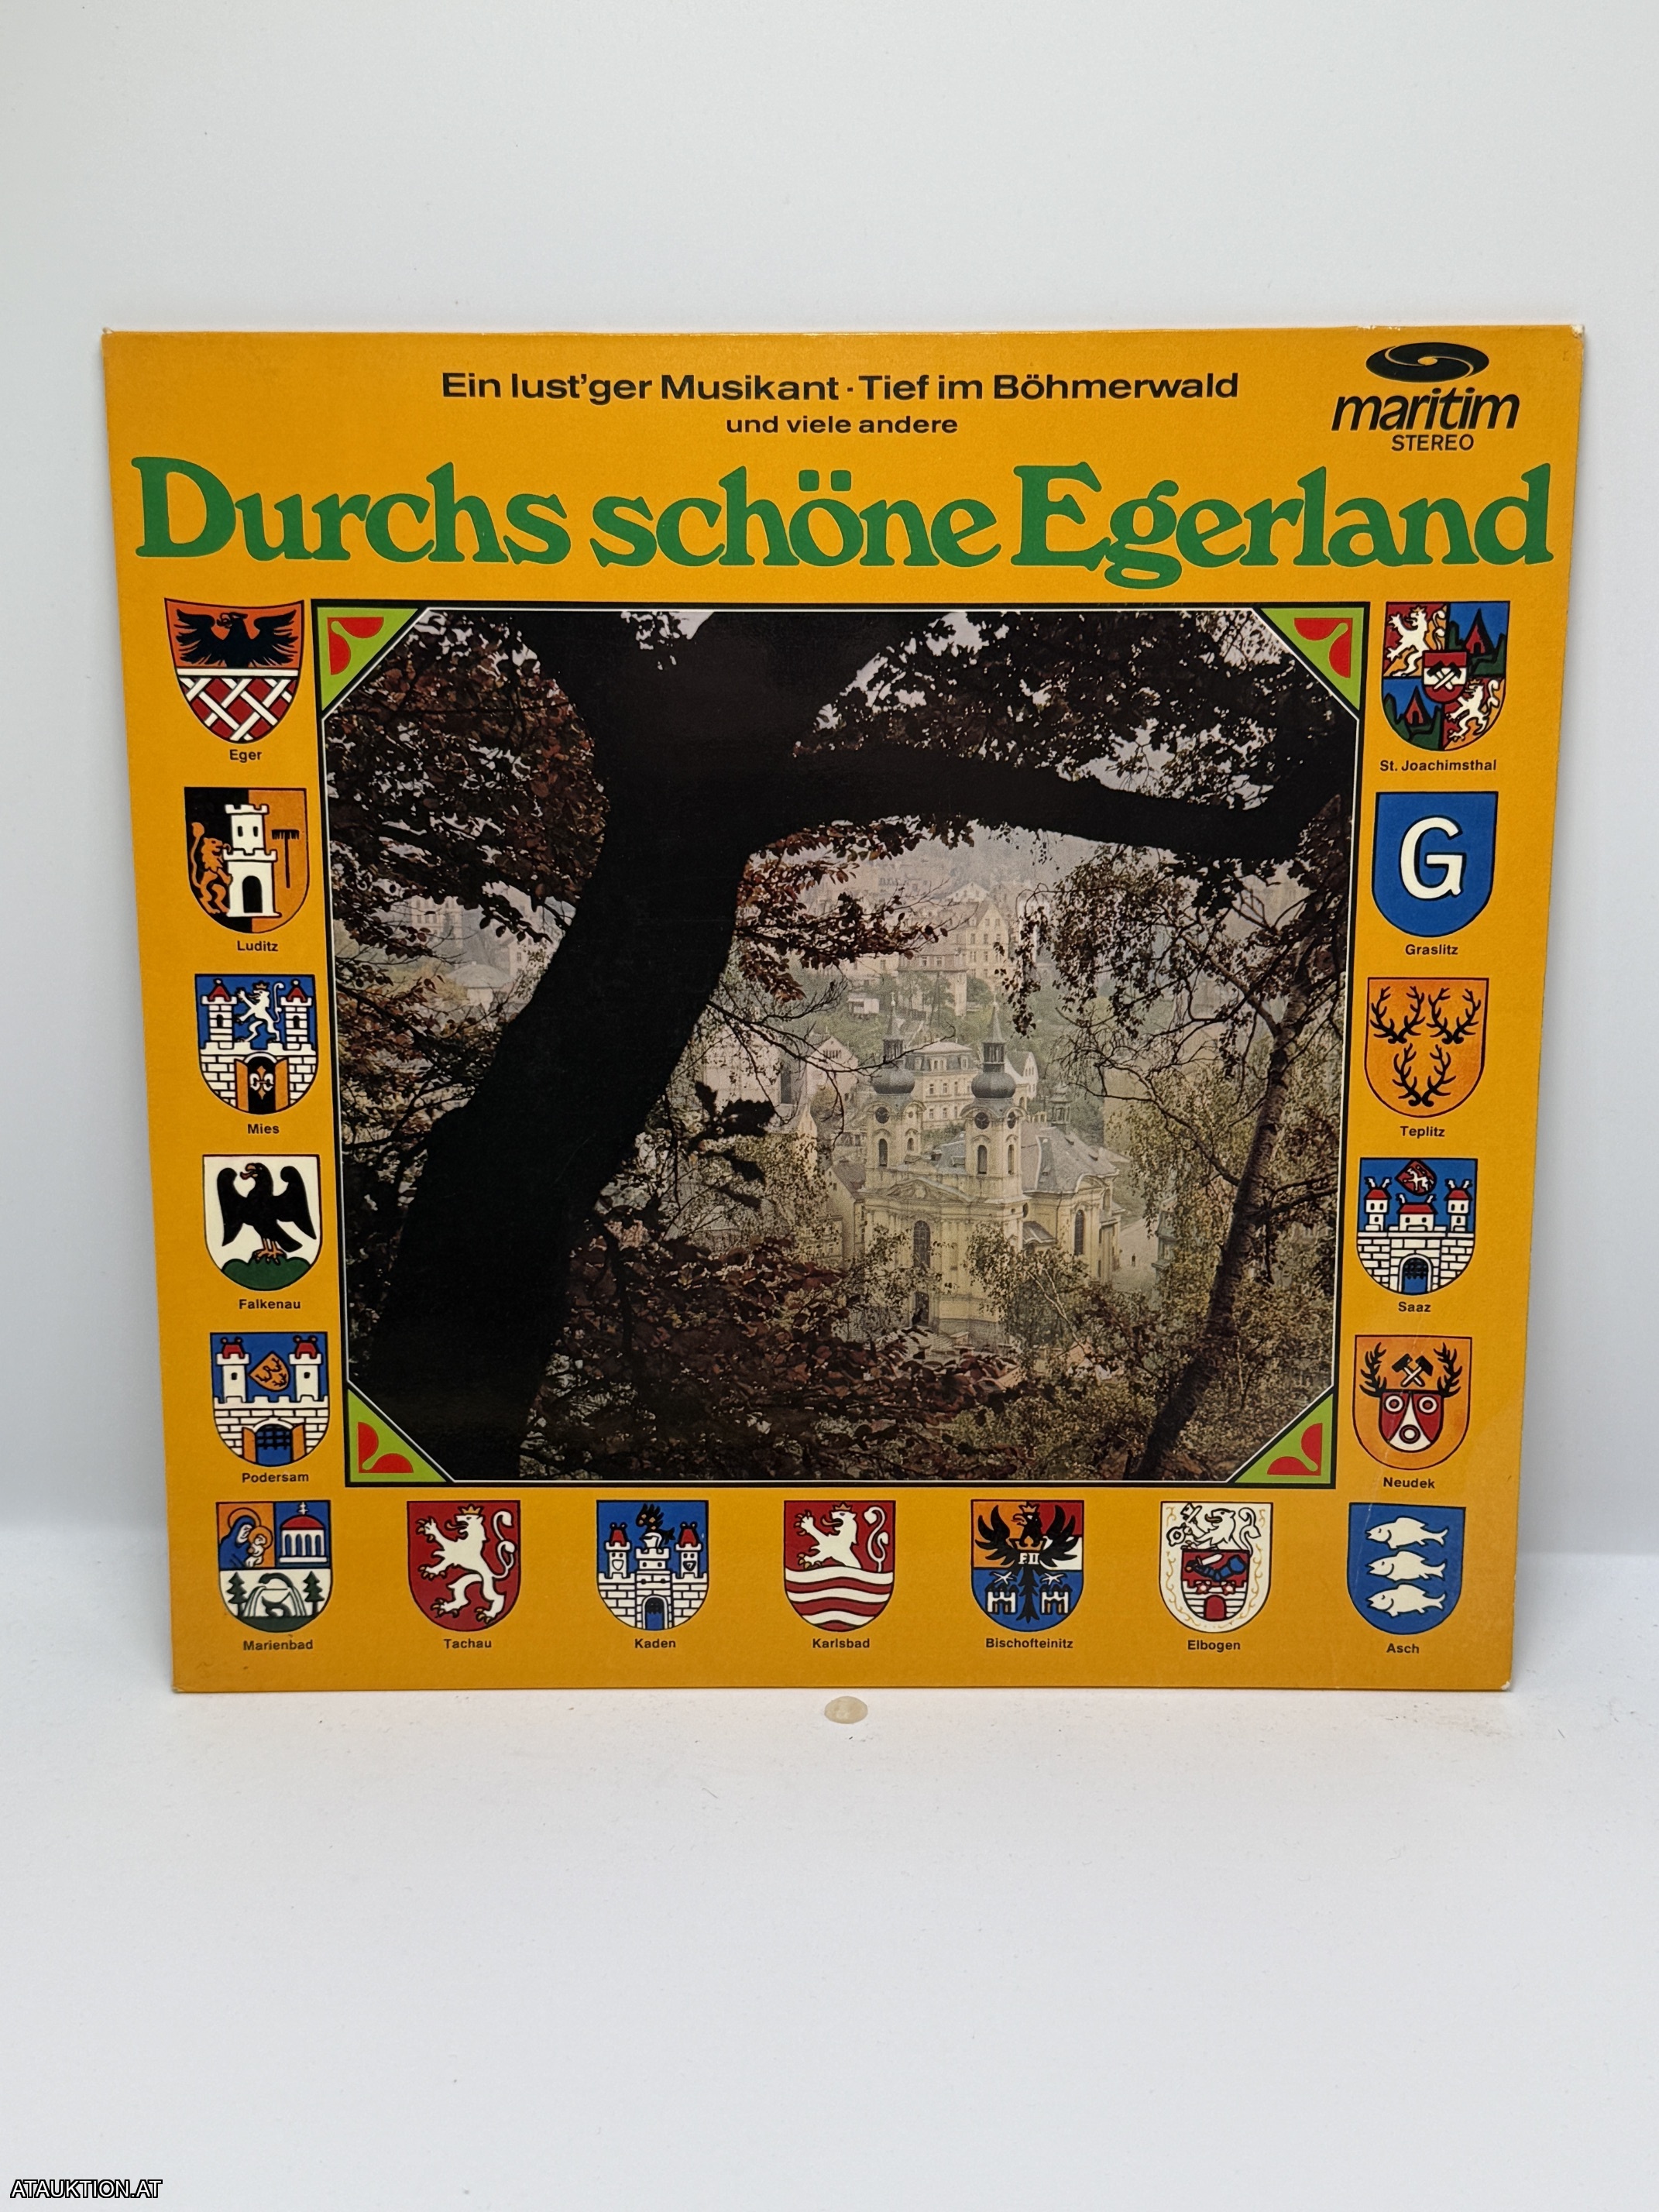 Ein lust'ger Musikant · Tief im Böhmerwald
und viele andere
maritim
STEREO
Durchs schöne Egerland
Eger
St. Joachimsthal
G
Luditz
Graslitz
Mies
Teplitz
Falkenau
Saaz
Podersam
Neudek
F II
Marienbad
Tachau
Kaden
Karlsbad
Bischofteinitz
Elbogen
Asch
ATAUKTION.AT